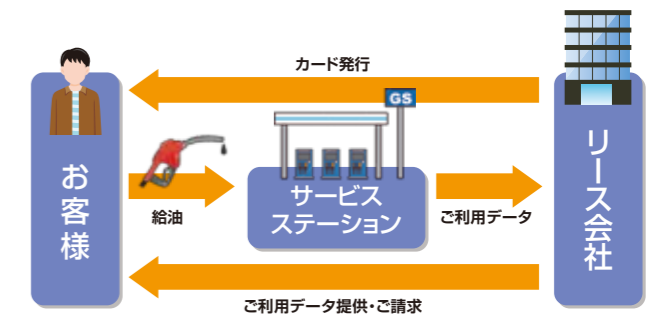 カード発行
GS
お客様
リース会社
サービス
ステーション
給油
ご利用データ
ご利用データ提供・ご請求